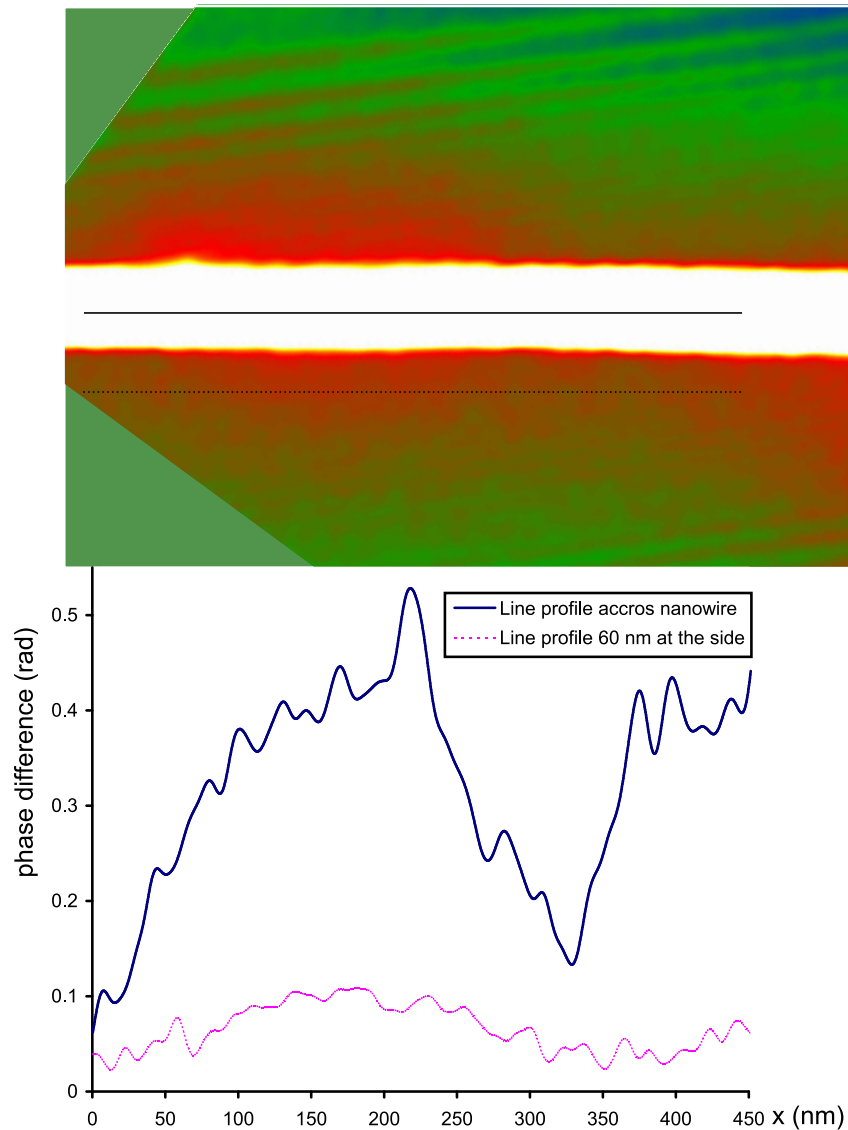 Line profile accros nanowire
Line profile 60 nm at the side
phase difference (rad)
0.5
0.4
0.3
0.2
0.1
0
0 50 100 150 200 250 300 350 400 450 x (nm)